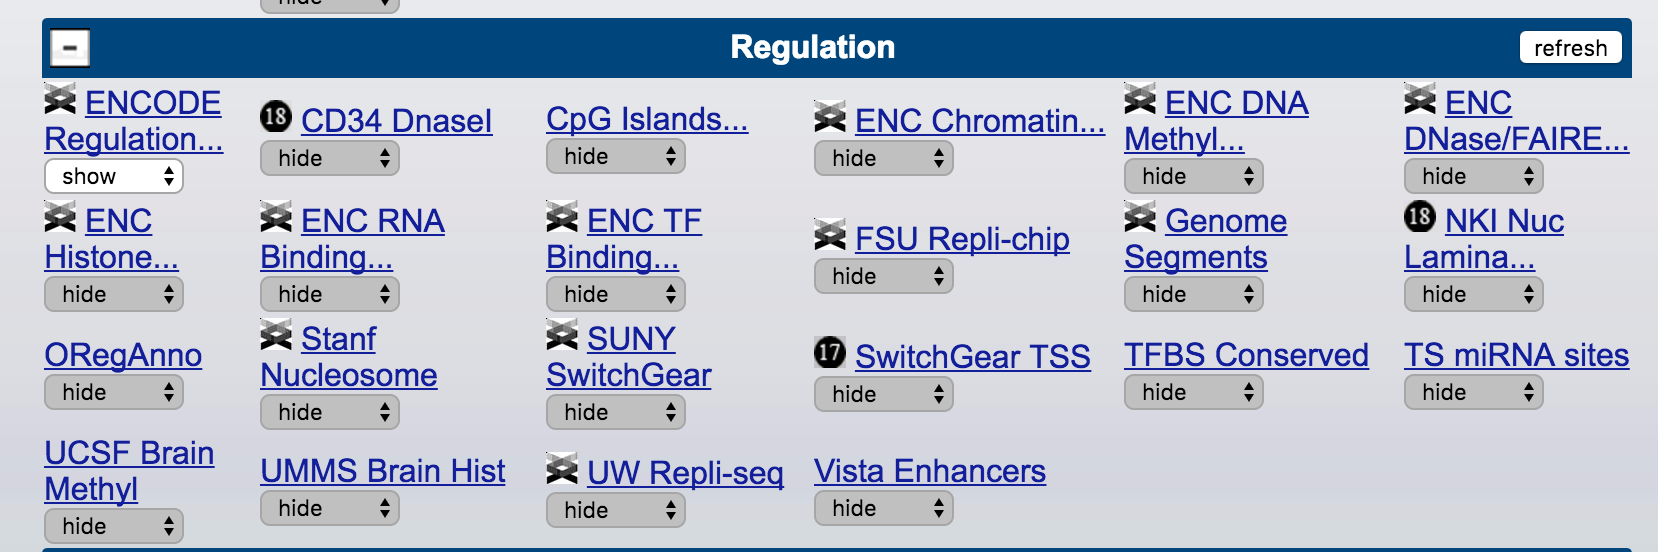 hide
-
Regulation
refresh
ENCODE
Regulation...
show
18 CD34 DnaseI
hide
CpG Islands...
hide
ENC Chromatin...
hide
ENC DNA
Methyl...
hide
ENC
DNase/FAIRE...
hide
ENC
Histone...
hide
ENC RNA
Binding...
hide
ENC TF
Binding...
hide
FSU Repli-chip
hide
Genome
Segments
hide
18 NKI Nuc
Lamina...
hide
ORegAnno
hide
Stanf
Nucleosome
hide
SUNY
SwitchGear
hide
17 SwitchGear TSS
hide
TFBS Conserved
hide
TS miRNA sites
hide
UCSF Brain
Methyl
hide
UMMS Brain Hist
hide
UW Repli-seq
hide
Vista Enhancers
hide